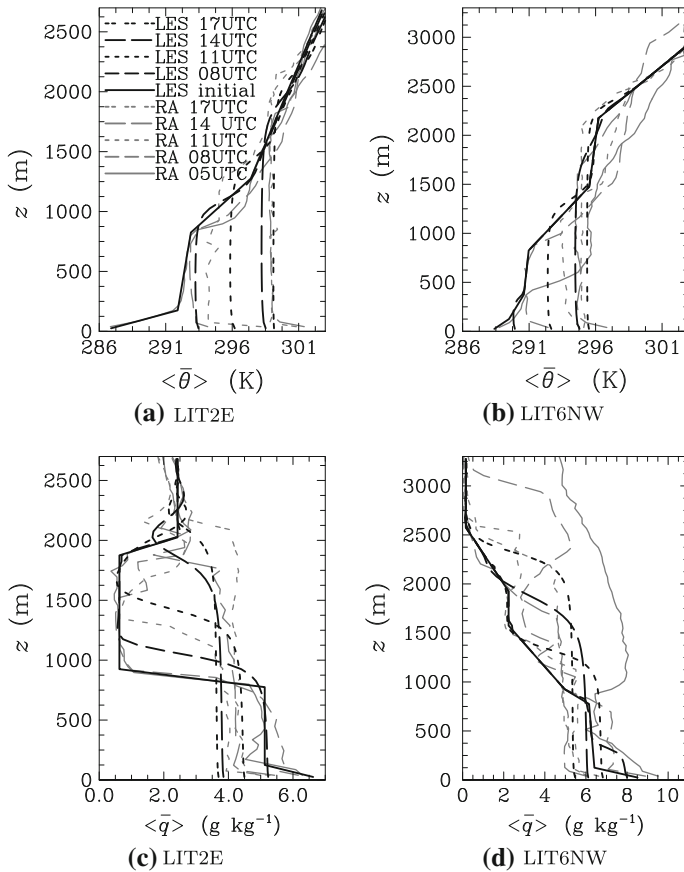 2500
2000
1500
1000
500
0
z (m)
LES 17UTC
LES 14UTC
LES 11UTC
LES 08UTC
LES initial
RA 17UTC
RA 14 UTC
RA 11UTC
RA 08UTC
RA 05UTC
286 291 296 301
<θ̄> (K)
(a) LIT2E
3000
2500
2000
1500
1000
500
0
z (m)
286 291 296 301
<θ̄> (K)
(b) LIT6NW
2500
2000
1500
1000
500
0
z (m)
0.0 2.0 4.0 6.0
<q̄> (g kg⁻¹)
(c) LIT2E
3000
2500
2000
1500
1000
500
0
z (m)
0 2 4 6 8 10
<q̄> (g kg⁻¹)
(d) LIT6NW